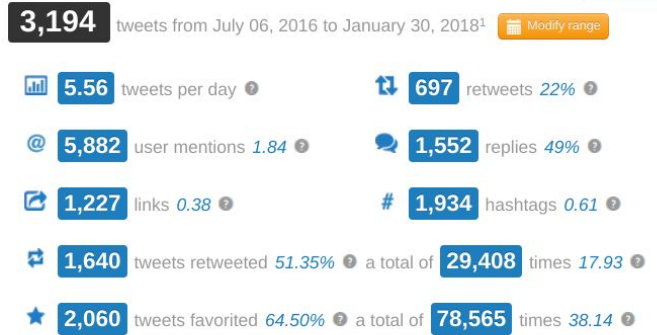 3,194 tweets from July 06, 2016 to January 30, 2018¹ Modify range
5.56 tweets per day ? 697 retweets 22% ?
@ 5,882 user mentions 1.84 ? 1,552 replies 49% ?
1,227 links 0.38 ? # 1,934 hashtags 0.61 ?
1,640 tweets retweeted 51.35% ? a total of 29,408 times 17.93 ?
2,060 tweets favorited 64.50% ? a total of 78,565 times 38.14 ?